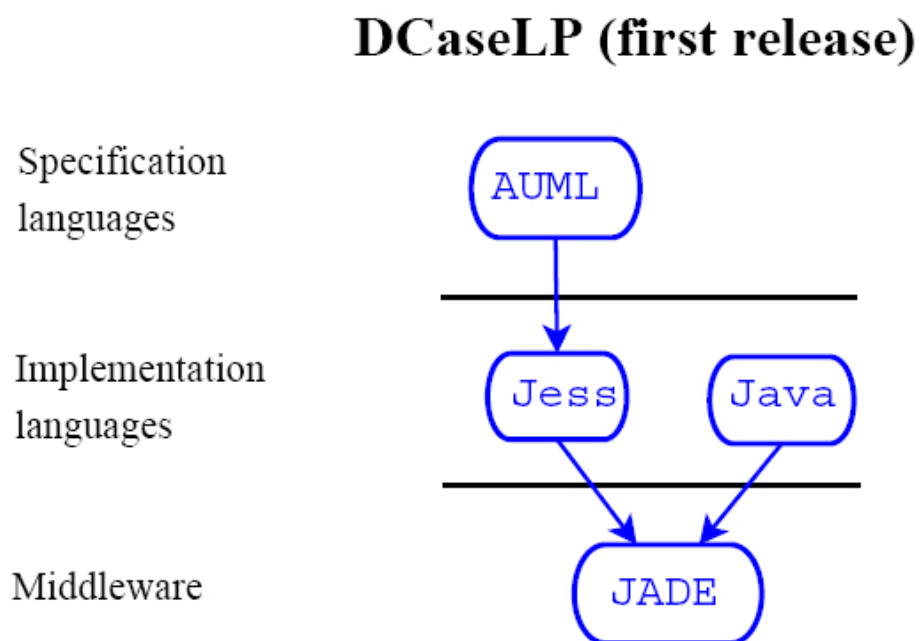 DCaseLP (first release)
Specification
languages
AUML
Implementation
languages
Jess
Java
Middleware
JADE